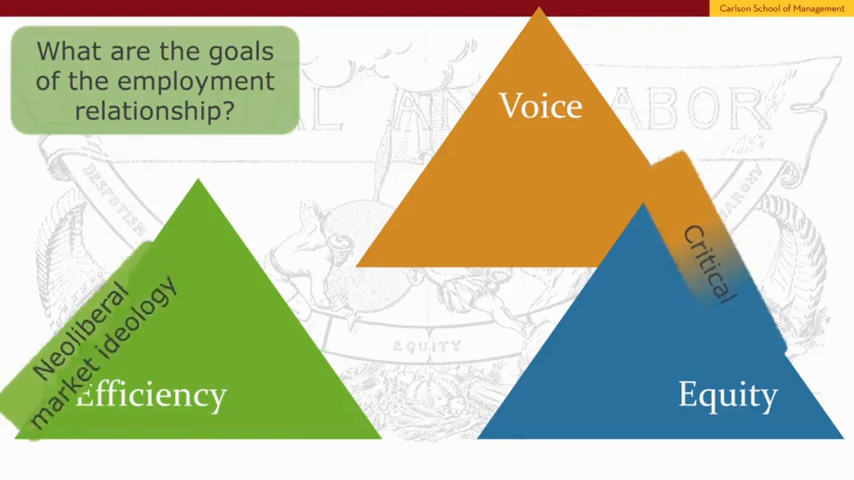 Carlson School of Management
What are the goals
of the employment
relationship?
Voice
DESPOTISM
Critical
EQUITY
Neoliberal
market ideology
Efficiency
Equity